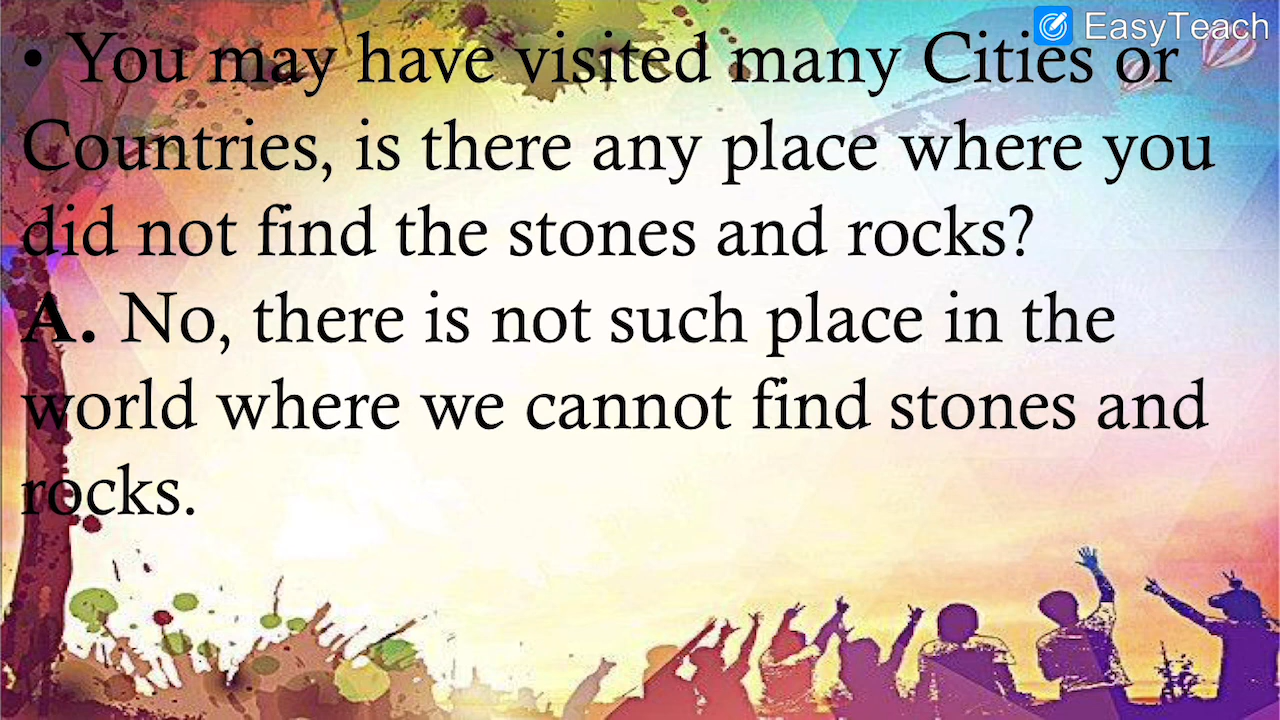 EasyTeach
• You may have visited many Cities or
Countries, is there any place where you
did not find the stones and rocks?
A. No, there is not such place in the
world where we cannot find stones and
rocks.